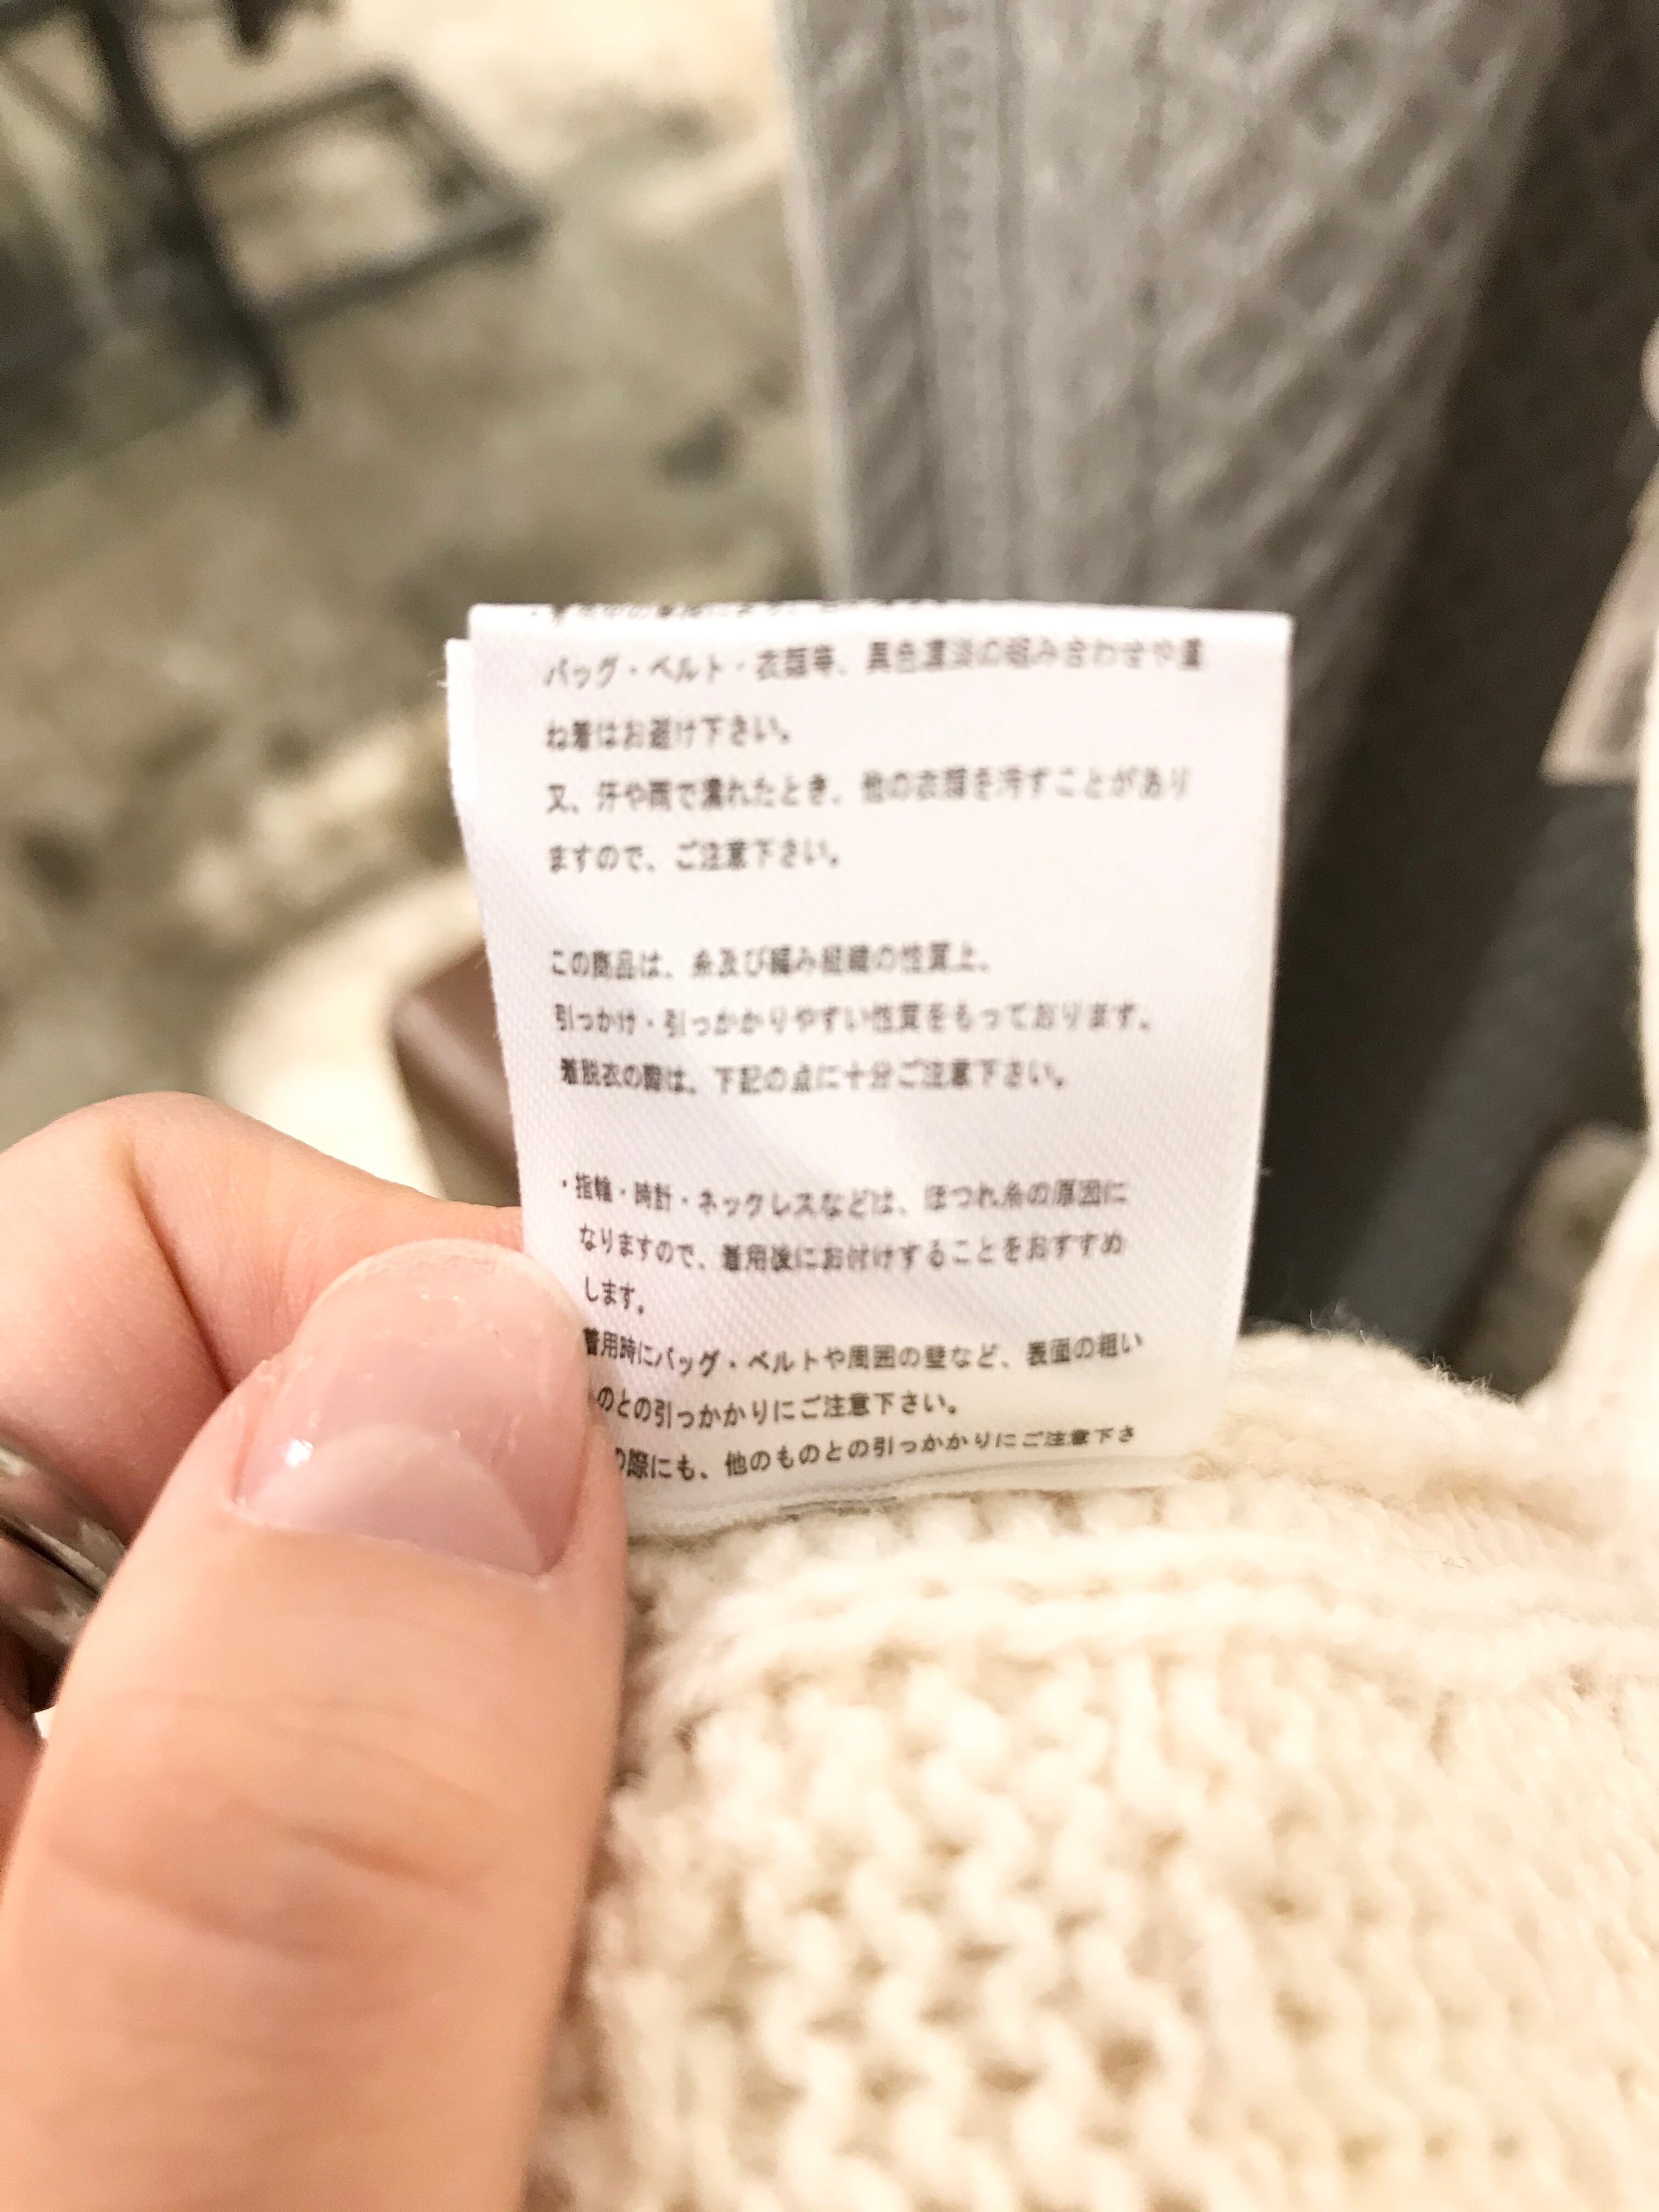 バッグ・ベルト・衣類等、異色濃淡の組み合わせや重
ね着はお避け下さい。
又、汗や雨で濡れたとき、他の衣類を汚すことがあり
ますので、ご注意下さい。
この商品は、糸及び編み組織の性質上、
引っかけ・引っかかりやすい性質をもっております。
着脱衣の際は、下記の点に十分ご注意下さい。
・指輪・時計・ネックレスなどは、ほつれ糸の原因に
なりますので、着用後にお付けすることをおすすめ
します。
着用時にバッグ・ベルトや周囲の壁など、表面の粗い
のとの引っかかりにご注意下さい。
の際にも、他のものとの引っかかりにご注意下さ